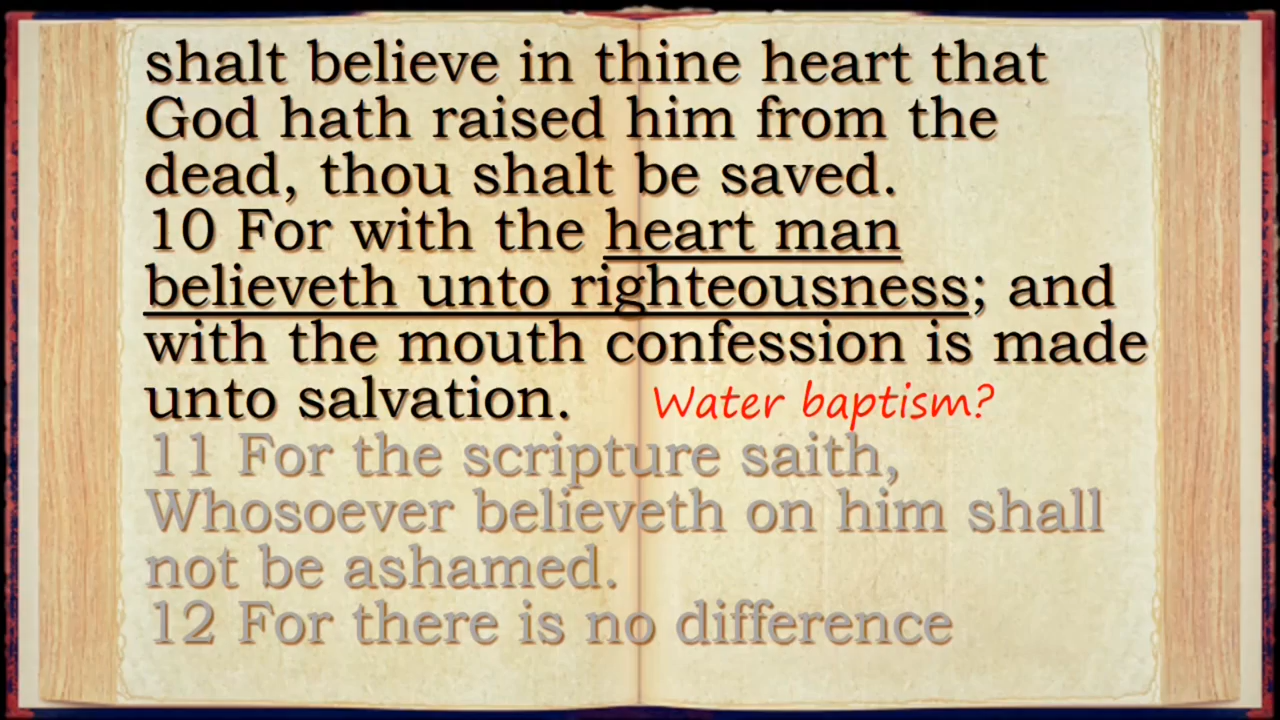 shalt believe in thine heart that
God hath raised him from the
dead, thou shalt be saved.
10 For with the heart man
believeth unto righteousness; and
with the mouth confession is made
unto salvation. Water baptism?
11 For the scripture saith,
Whosoever believeth on him shall
not be ashamed.
12 For there is no difference